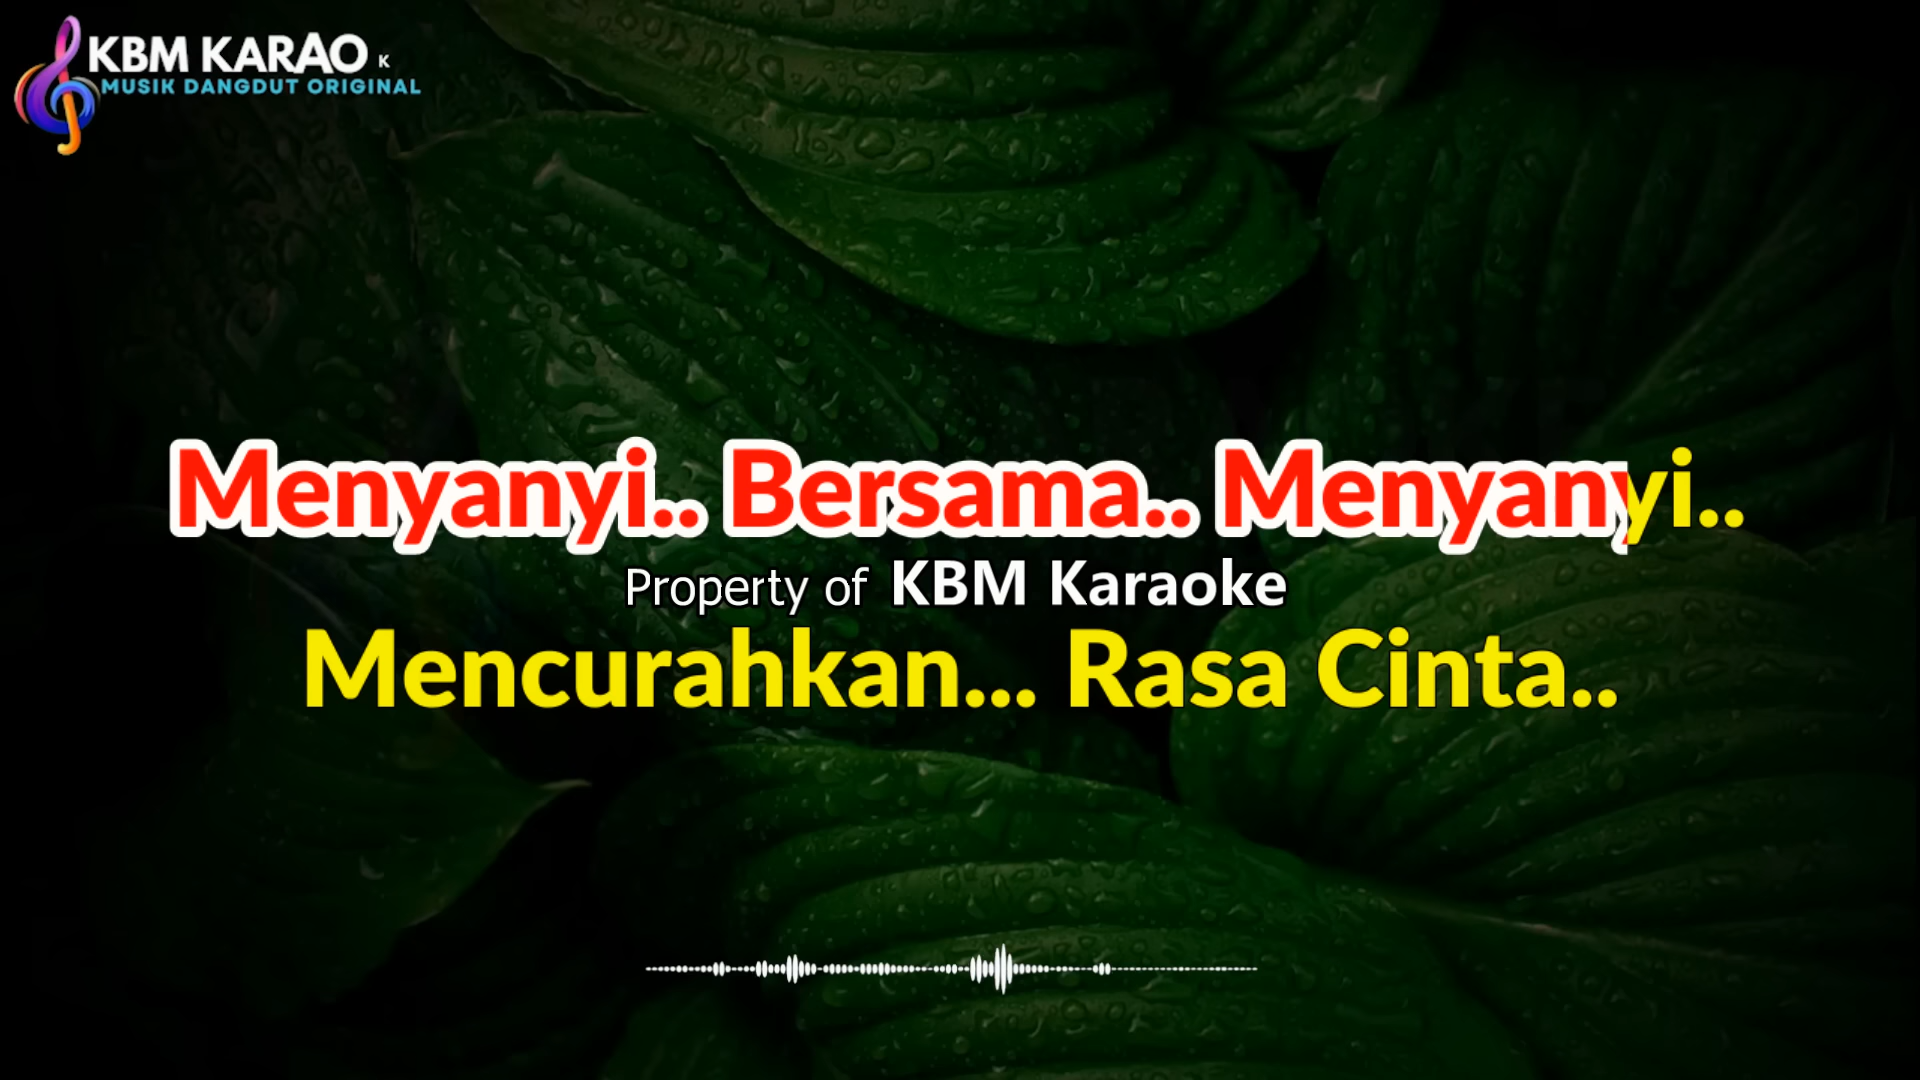 KBM KARAO K
MUSIK DANGDUT ORIGINAL
Menyanyi.. Bersama.. Menyanyi..
Property of KBM Karaoke
Mencurahkan... Rasa Cinta..